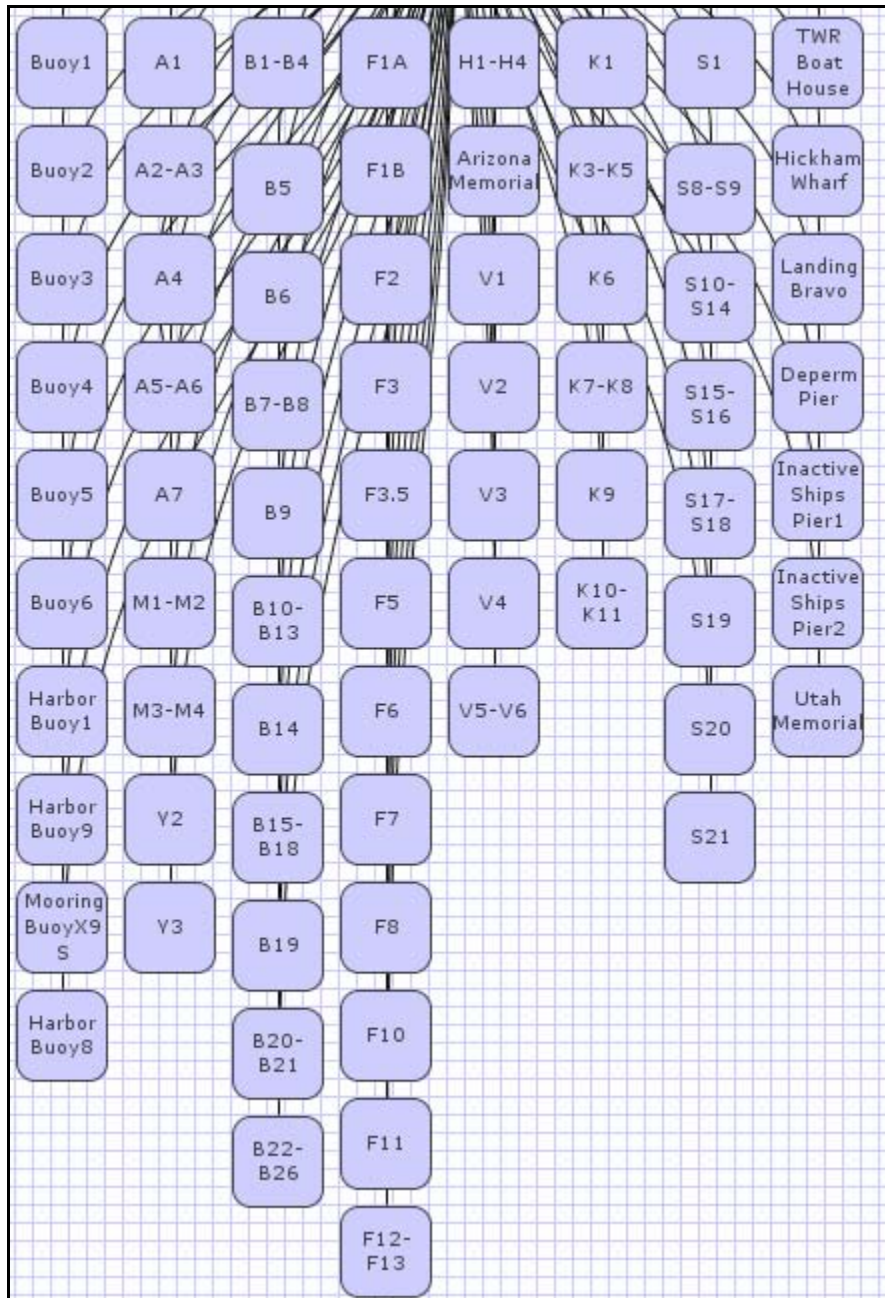 Buoy1
A1
B1-B4
F1A
H1-H4
K1
S1
TWR
Boat
House
Buoy2
A2-A3
B5
F1B
Arizona
Memorial
K3-K5
S8-S9
Hickham
Wharf
Buoy3
A4
B6
F2
V1
K6
S10-
S14
Landing
Bravo
Buoy4
A5-A6
B7-B8
F3
V2
K7-K8
S15-
S16
Deperm
Pier
Buoy5
A7
B9
F3.5
V3
K9
S17-
S18
Inactive
Ships
Pier1
Buoy6
M1-M2
B10-
B13
F5
V4
K10-
K11
S19
Inactive
Ships
Pier2
Harbor
Buoy1
M3-M4
B14
F6
V5-V6
S20
Utah
Memorial
Harbor
Buoy9
Y2
B15-
B18
F7
S21
Mooring
BuoyX9
S
Y3
B19
F8
Harbor
Buoy8
B20-
B21
F10
B22-
B26
F11
F12-
F13